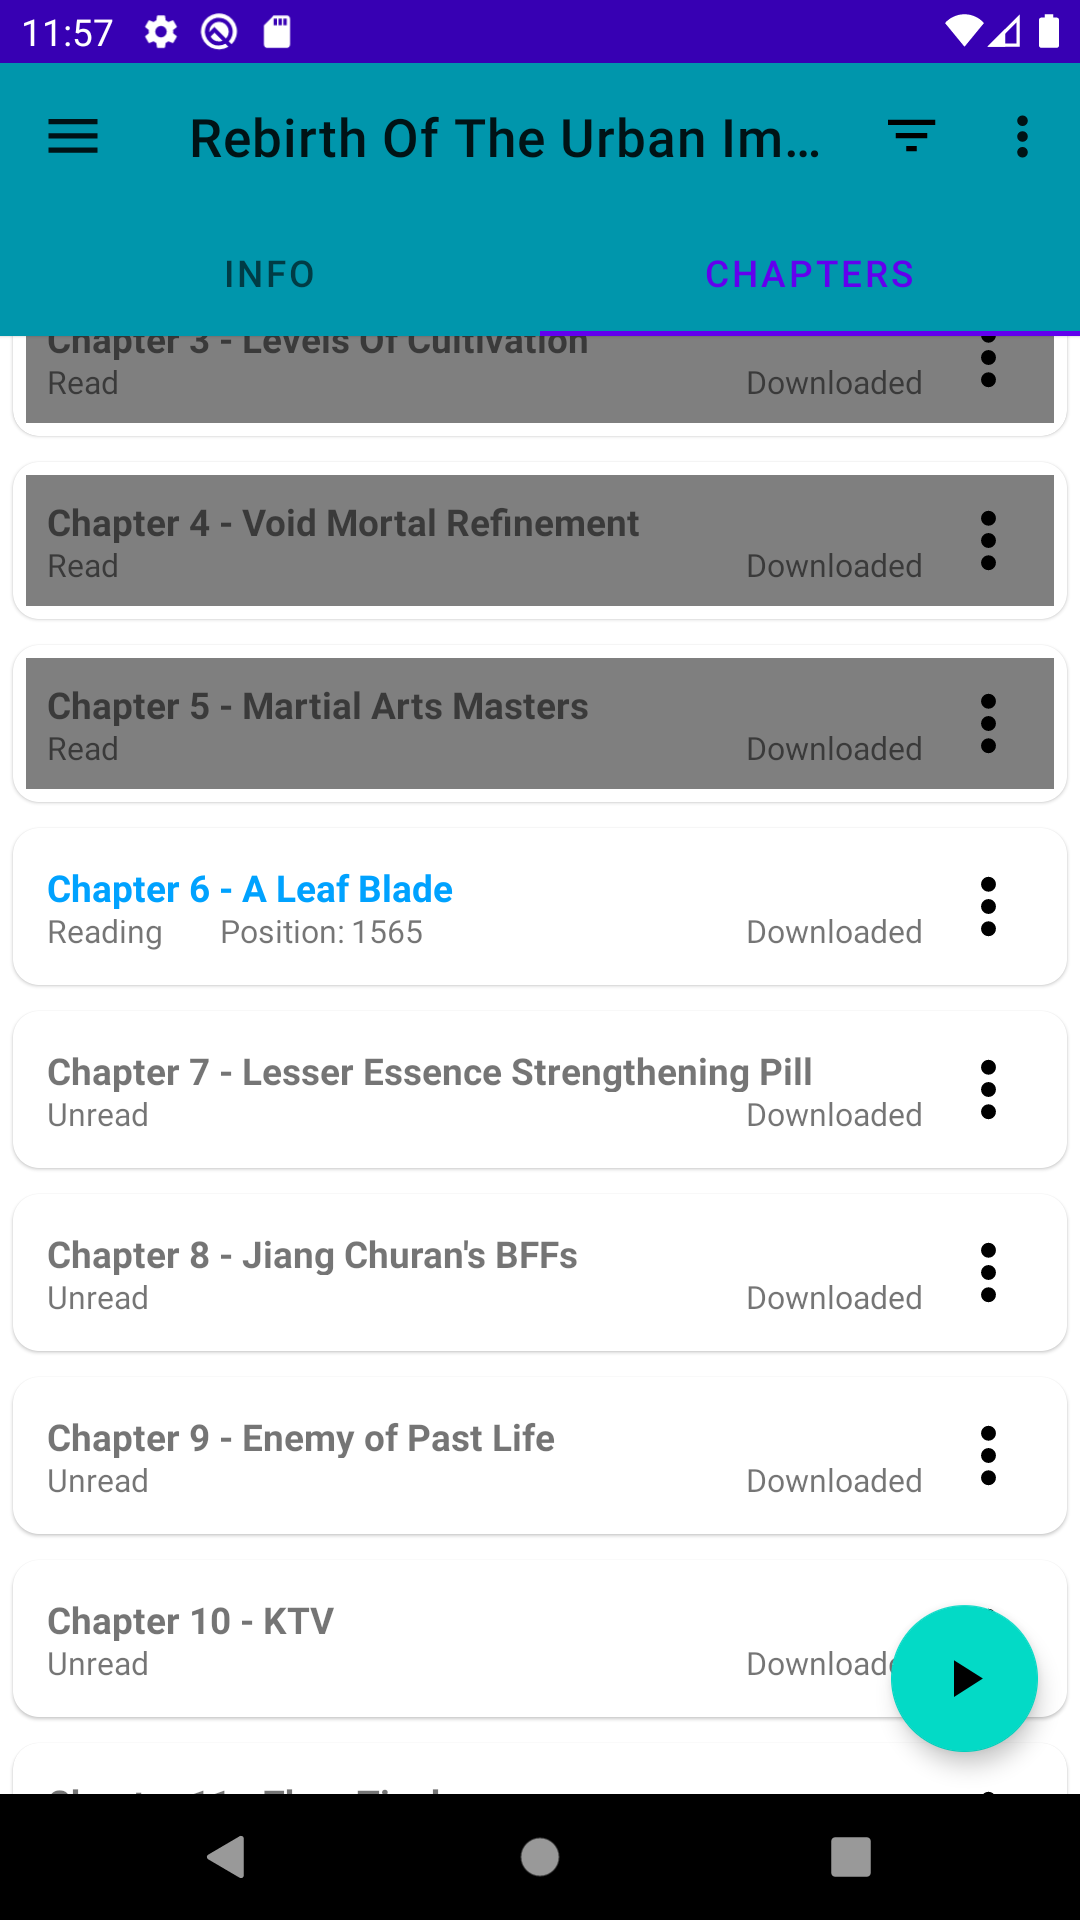 11:57
Rebirth Of The Urban Im...
INFO
CHAPTERS
Chapter 3 - Levels Of Cultivation
Read
Downloaded
Chapter 4 - Void Mortal Refinement
Read
Downloaded
Chapter 5 - Martial Arts Masters
Read
Downloaded
Chapter 6 - A Leaf Blade
Reading
Position: 1565
Downloaded
Chapter 7 - Lesser Essence Strengthening Pill
Unread
Downloaded
Chapter 8 - Jiang Churan's BFFs
Unread
Downloaded
Chapter 9 - Enemy of Past Life
Unread
Downloaded
Chapter 10 - KTV
Unread
Downloade
Chapter 11 -